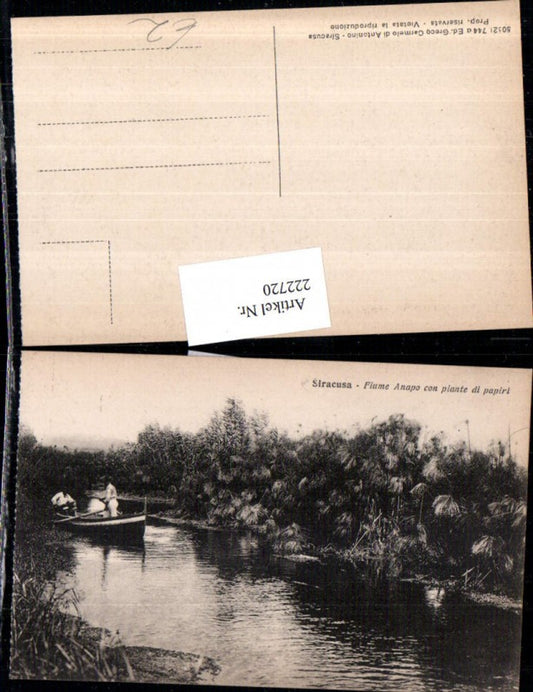 50121 744 a Ed. Greco Carmelo di Antonino - Siracusa
Prop. riservata - Vietata la riproduzione
Artikel Nr.
222720
Siracusa - Fiume Anapo con piante di papiri